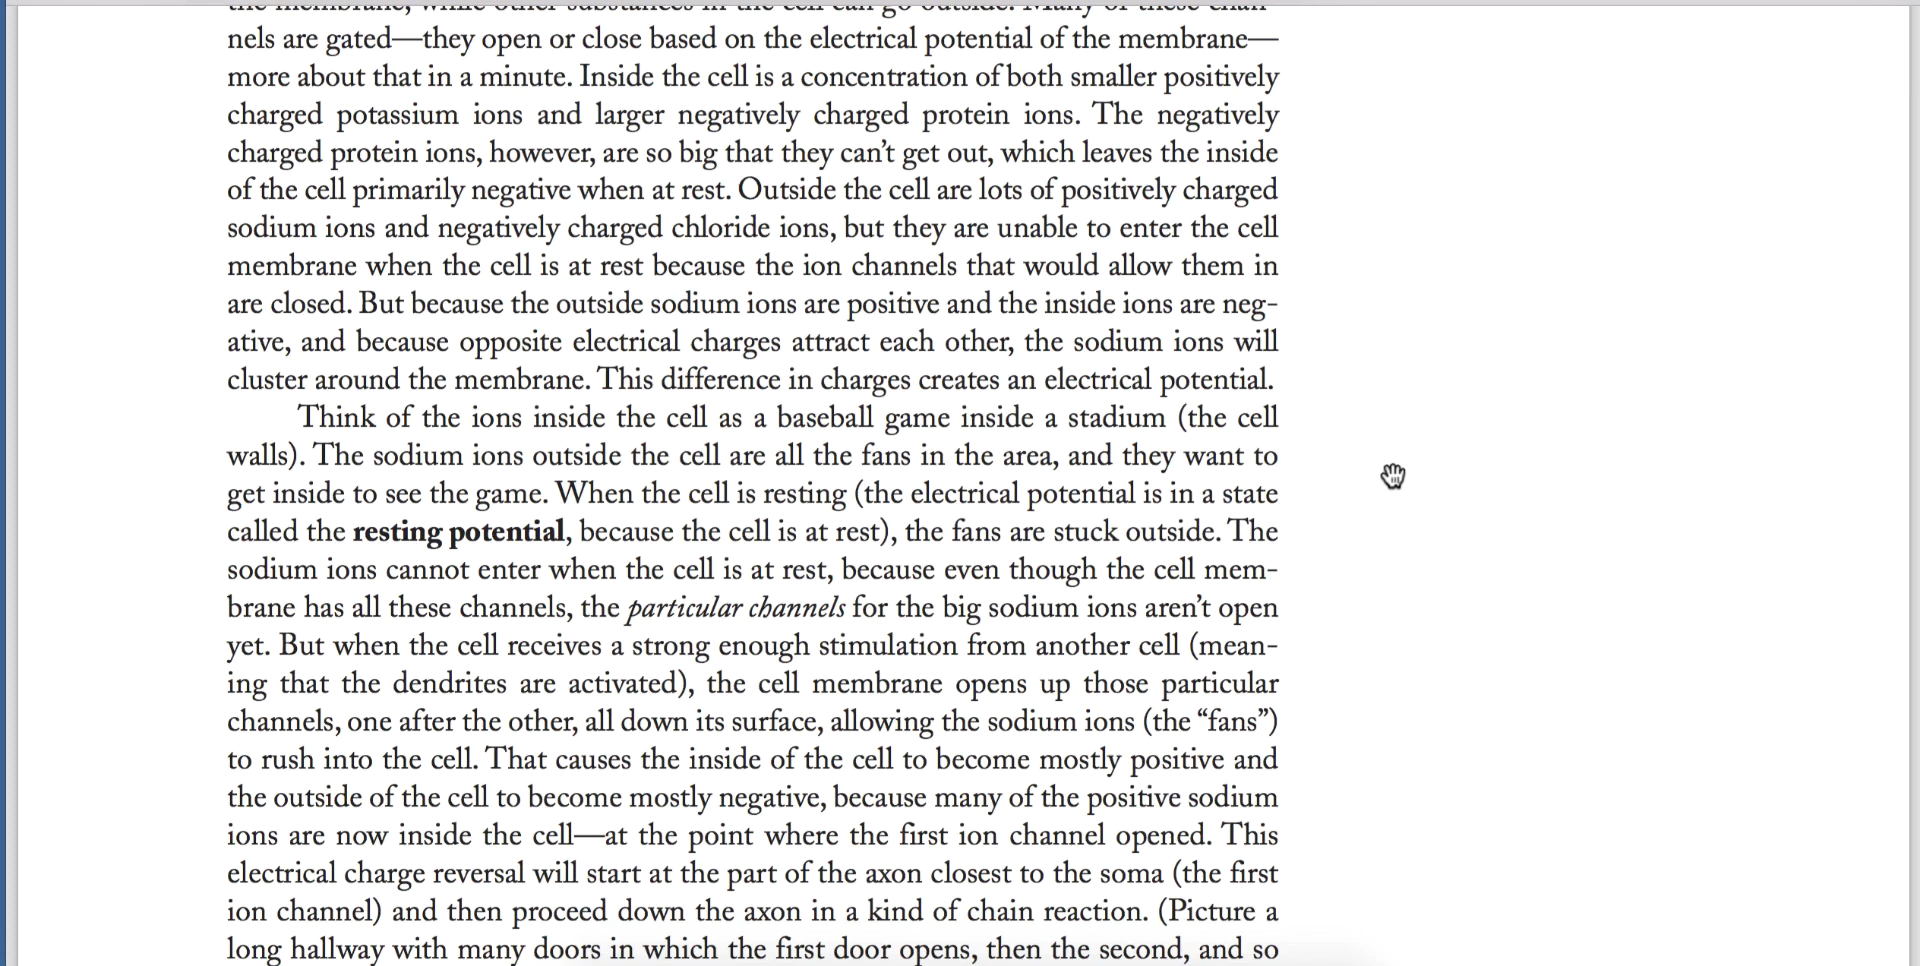 nels are gated—they open or close based on the electrical potential of the membrane—
more about that in a minute. Inside the cell is a concentration of both smaller positively
charged potassium ions and larger negatively charged protein ions. The negatively
charged protein ions, however, are so big that they can’t get out, which leaves the inside
of the cell primarily negative when at rest. Outside the cell are lots of positively charged
sodium ions and negatively charged chloride ions, but they are unable to enter the cell
membrane when the cell is at rest because the ion channels that would allow them in
are closed. But because the outside sodium ions are positive and the inside ions are neg-
ative, and because opposite electrical charges attract each other, the sodium ions will
cluster around the membrane. This difference in charges creates an electrical potential.
Think of the ions inside the cell as a baseball game inside a stadium (the cell
walls). The sodium ions outside the cell are all the fans in the area, and they want to
get inside to see the game. When the cell is resting (the electrical potential is in a state
called the resting potential, because the cell is at rest), the fans are stuck outside. The
sodium ions cannot enter when the cell is at rest, because even though the cell mem-
brane has all these channels, the particular channels for the big sodium ions aren’t open
yet. But when the cell receives a strong enough stimulation from another cell (mean-
ing that the dendrites are activated), the cell membrane opens up those particular
channels, one after the other, all down its surface, allowing the sodium ions (the “fans”)
to rush into the cell. That causes the inside of the cell to become mostly positive and
the outside of the cell to become mostly negative, because many of the positive sodium
ions are now inside the cell—at the point where the first ion channel opened. This
electrical charge reversal will start at the part of the axon closest to the soma (the first
ion channel) and then proceed down the axon in a kind of chain reaction. (Picture a
long hallway with many doors in which the first door opens, then the second, and so